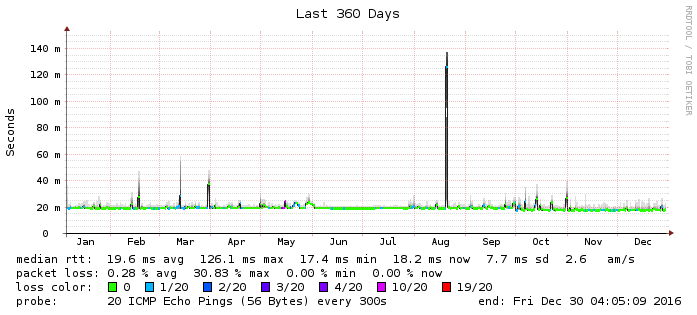 Last 360 Days
RRDTOOL / TOBI OETIKER
Seconds
140 m
120 m
100 m
80 m
60 m
40 m
20 m
0
Jan Feb Mar Apr May Jun Jul Aug Sep Oct Nov Dec
median rtt: 19.6 ms avg 126.1 ms max 17.4 ms min 18.2 ms now 7.7 ms sd 2.6 am/s
packet loss: 0.28 % avg 30.83 % max 0.00 % min 0.00 % now
loss color: 0 1/20 2/20 3/20 4/20 10/20 19/20
probe: 20 ICMP Echo Pings (56 Bytes) every 300s end: Fri Dec 30 04:05:09 2016